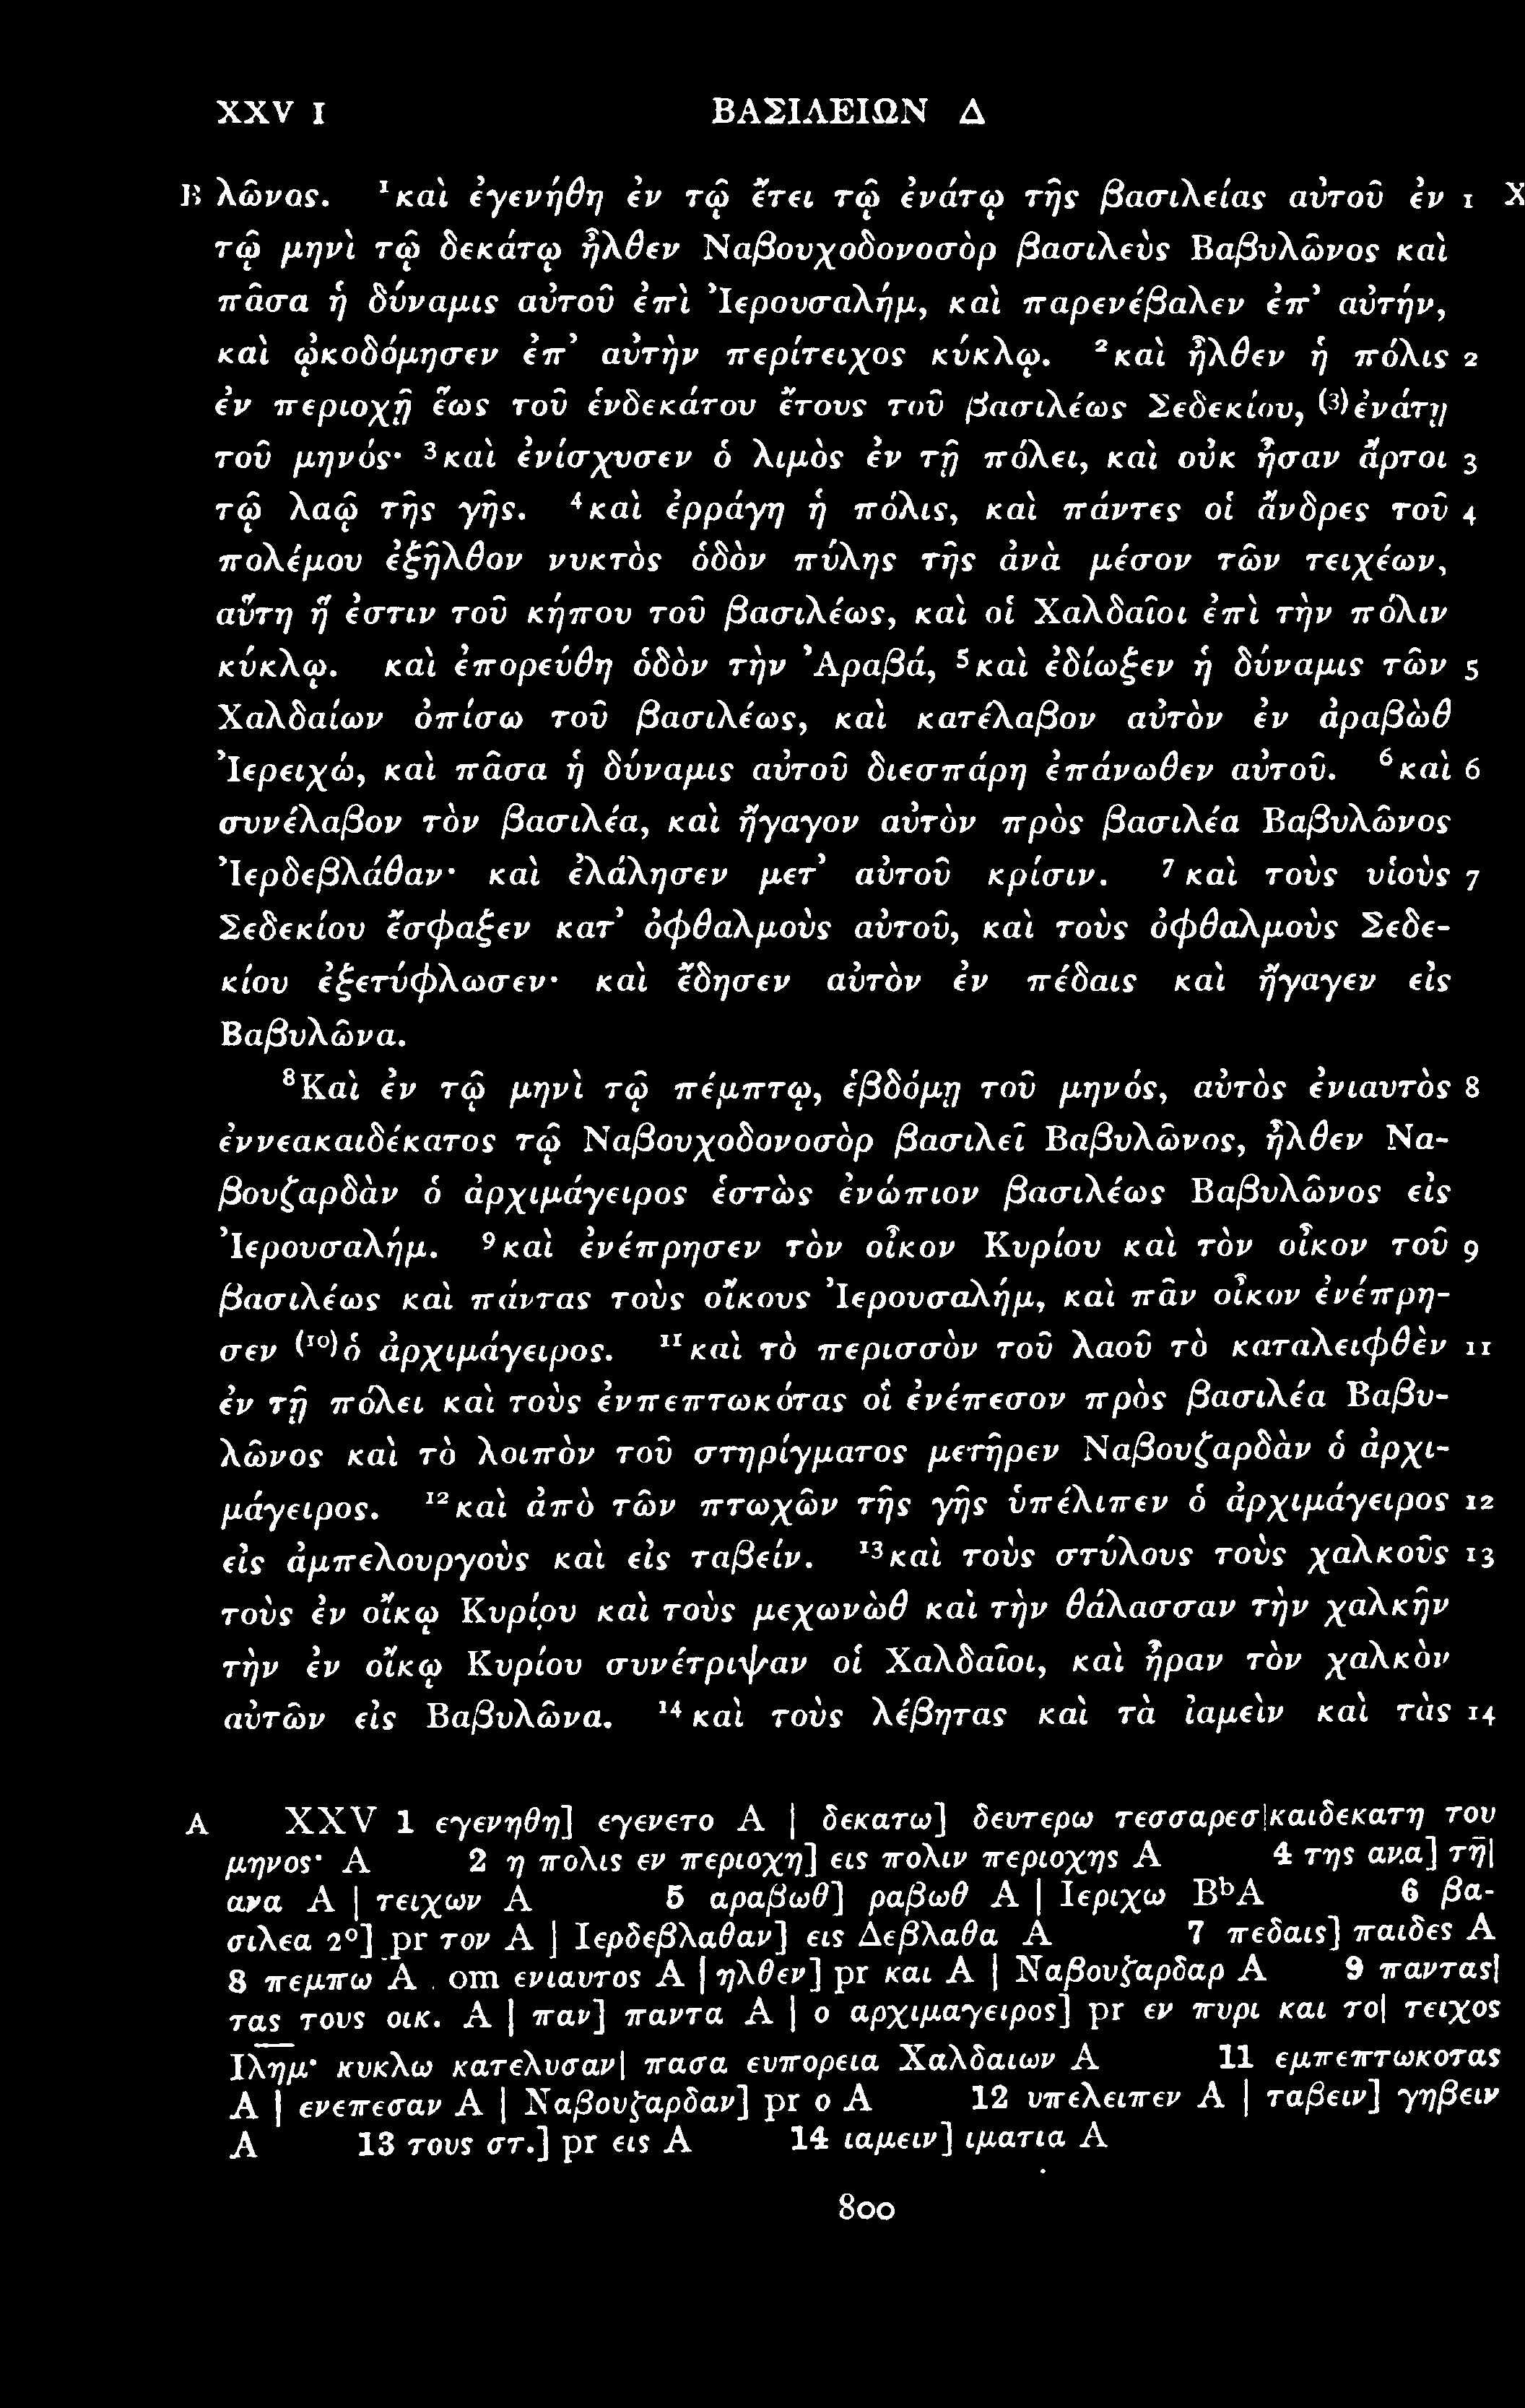 XXV 1 ΒΑΣΙΛΕΙΩΝ Δ
B λῶνος. ¹καὶ ἐγενήθη ἐν τῷ ἔτει τῷ ἐνάτῳ τῆς βασιλείας αὐτοῦ ἐν 1 X
τῷ μηνὶ τῷ δεκάτῳ ἦλθεν Ναβουχοδονοσὸρ βασιλεὺς Βαβυλῶνος καὶ
πᾶσα ἡ δύναμις αὐτοῦ ἐπὶ Ἰερουσαλήμ, καὶ παρενέβαλεν ἐπ’ αὐτήν,
καὶ ᾠκοδόμησεν ἐπ’ αὐτὴν περίτειχος κύκλῳ. ²καὶ ἦλθεν ἡ πόλις 2
ἐν περιοχῇ ἕως τοῦ ἑνδεκάτου ἔτους τοῦ βασιλέως Σεδεκίου, ⁽³⁾ἐνάτῃ
τοῦ μηνός· ³καὶ ἐνίσχυσεν ὁ λιμὸς ἐν τῇ πόλει, καὶ οὐκ ἦσαν ἄρτοι 3
τῷ λαῷ τῆς γῆς. ⁴καὶ ἐρράγη ἡ πόλις, καὶ πάντες οἱ ἄνδρες τοῦ 4
πολέμου ἐξῆλθον νυκτὸς ὁδὸν πύλης τῆς ἀνὰ μέσον τῶν τειχέων,
αὕτη ἥ ἐστιν τοῦ κήπου τοῦ βασιλέως, καὶ οἱ Χαλδαῖοι ἐπὶ τὴν πόλιν
κύκλῳ. καὶ ἐπορεύθη ὁδὸν τὴν Ἀραβά, ⁵καὶ ἐδίωξεν ἡ δύναμις τῶν 5
Χαλδαίων ὀπίσω τοῦ βασιλέως, καὶ κατέλαβον αὐτὸν ἐν ἀραβὼθ
Ἰερειχώ, καὶ πᾶσα ἡ δύναμις αὐτοῦ διεσπάρη ἐπάνωθεν αὐτοῦ. ⁶καὶ 6
συνέλαβον τὸν βασιλέα, καὶ ἤγαγον αὐτὸν πρὸς βασιλέα Βαβυλῶνος
Ἰερδεβλάθαν· καὶ ἐλάλησεν μετ’ αὐτοῦ κρίσιν. ⁷καὶ τοὺς υἱοὺς 7
Σεδεκίου ἔσφαξεν κατ’ ὀφθαλμοὺς αὐτοῦ, καὶ τοὺς ὀφθαλμοὺς Σεδε-
κίου ἐξετύφλωσεν· καὶ ἔδησεν αὐτὸν ἐν πέδαις καὶ ἤγαγεν εἰς
Βαβυλῶνα.
⁸Καὶ ἐν τῷ μηνὶ τῷ πέμπτῳ, ἑβδόμῃ τοῦ μηνός, αὐτὸς ἐνιαυτὸς 8
ἐννεακαιδέκατος τῷ Ναβουχοδονοσὸρ βασιλεῖ Βαβυλῶνος, ἦλθεν Να-
βουζαρδὰν ὁ ἀρχιμάγειρος ἑστὼς ἐνώπιον βασιλέως Βαβυλῶνος εἰς
Ἰερουσαλήμ. ⁹καὶ ἐνέπρησεν τὸν οἶκον Κυρίου καὶ τὸν οἶκον τοῦ 9
βασιλέως καὶ πάντας τοὺς οἴκους Ἰερουσαλήμ, καὶ πᾶν οἶκον ἐνέπρη-
σεν ⁽¹⁰⁾ὁ ἀρχιμάγειρος. ¹¹καὶ τὸ περισσὸν τοῦ λαοῦ τὸ καταλειφθὲν 11
ἐν τῇ πόλει καὶ τοὺς ἐνπεπτωκότας οἳ ἐνέπεσον πρὸς βασιλέα Βαβυ-
λῶνος καὶ τὸ λοιπὸν τοῦ στηρίγματος μετῆρεν Ναβουζαρδὰν ὁ ἀρχι-
μάγειρος. ¹²καὶ ἀπὸ τῶν πτωχῶν τῆς γῆς ὑπέλιπεν ὁ ἀρχιμάγειρος 12
εἰς ἀμπελουργοὺς καὶ εἰς ταβείν. ¹³καὶ τοὺς στύλους τοὺς χαλκοῦς 13
τοὺς ἐν οἴκῳ Κυρίου καὶ τοὺς μεχωνὼθ καὶ τὴν θάλασσαν τὴν χαλκῆν
τὴν ἐν οἴκῳ Κυρίου συνέτριψαν οἱ Χαλδαῖοι, καὶ ἦραν τὸν χαλκὸν
αὐτῶν εἰς Βαβυλῶνα. ¹⁴καὶ τοὺς λέβητας καὶ τὰ ἰαμεὶν καὶ τὰς 14
A XXV 1 εγενηθη] εγενετο A | δεκατω] δευτερω τεσσαρεσ|καιδεκατη του
μηνος· A 2 η πολις εν περιοχη] εις πολιν περιοχης A 4 της ανα] τη̄|
ανα A | τειχων A 5 αραβωθ] ραβωθ A | Ιεριχω BᵇA 6 βα-
σιλεα 2°] pr τον A | Ιερδεβλαθαν] εις Δεβλαθα A 7 πεδαις] παιδες A
8 πεμπω A . om ενιαυτος A | ηλθεν] pr και A | Ναβουζαρδαρ A 9 παντας|
τας τους οικ. A | παν] παντα A | ο αρχιμαγειρος] pr εν πυρι και το| τειχος
Ιλη̅μ· κυκλω κατελυσαν| πασα ευπορεια Χαλδαιων A 11 εμπεπτωκοτας
A | ενεπεσαν A | Ναβουζαρδαν] pr ο A 12 υπελειπεν A | ταβειν] γηβειν
A 13 τους στ.] pr εις A 14 ιαμειν] ιματια A
800